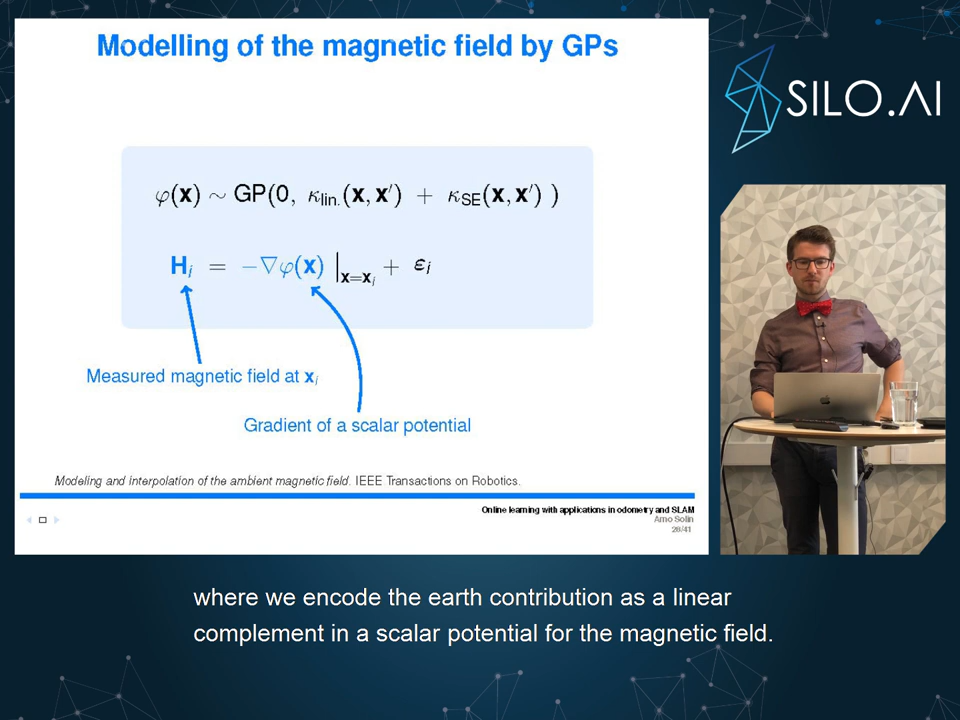 Modelling of the magnetic field by GPs
φ(x) ∼ GP(0, κlin.(x, x′) + κSE(x, x′) )
Hi = −∇φ(x) |x=xi + εi
Measured magnetic field at xi
Gradient of a scalar potential
Modeling and interpolation of the ambient magnetic field. IEEE Transactions on Robotics.
Online learning with applications in odometry and SLAM
Arno Solin
26/41
SILO.AI
where we encode the earth contribution as a linear
complement in a scalar potential for the magnetic field.